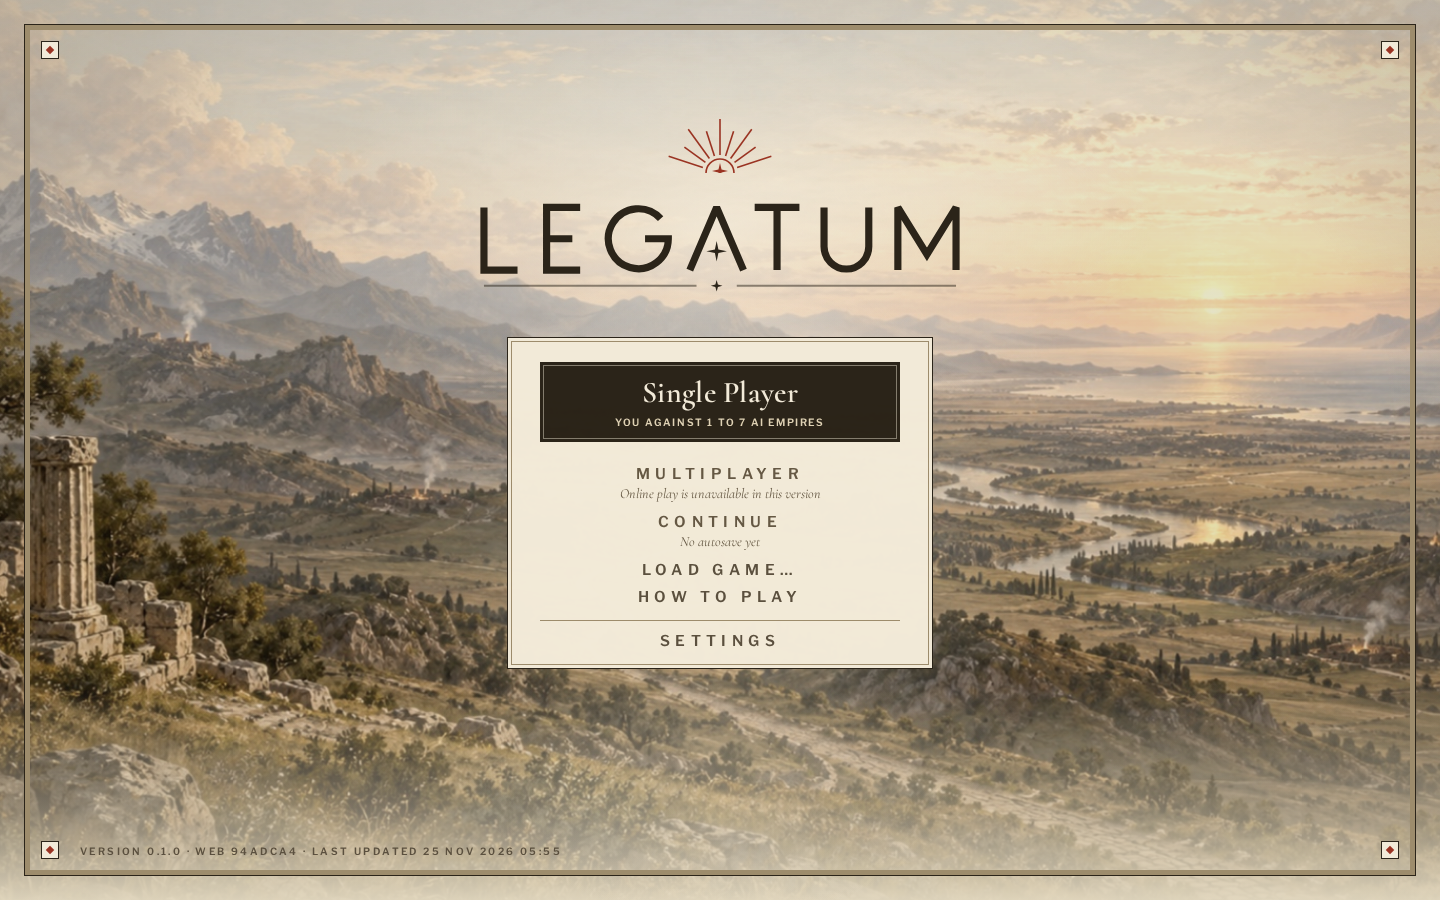 LEGATUM
Single Player
YOU AGAINST 1 TO 7 AI EMPIRES
MULTIPLAYER
Online play is unavailable in this version
CONTINUE
No autosave yet
LOAD GAME…
HOW TO PLAY
SETTINGS
VERSION 0.1.0 · WEB 94ADCA4 · LAST UPDATED 25 NOV 2026 05:55